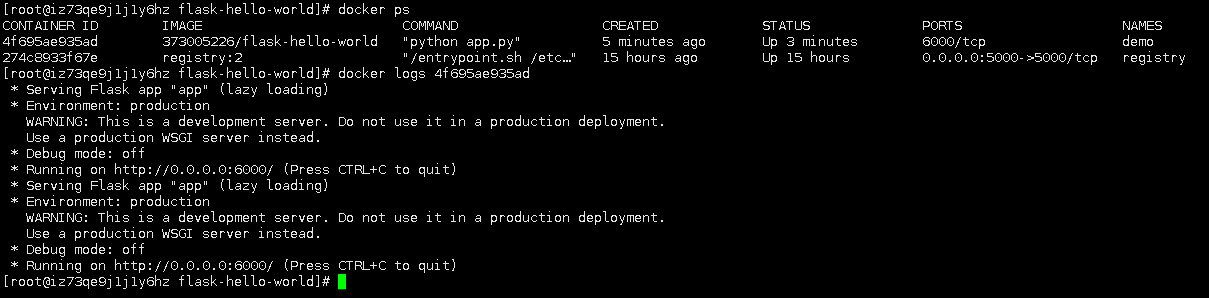 [root@iz73qe9j1j1y6hz flask-hello-world]# docker ps
CONTAINER ID        IMAGE                         COMMAND                  CREATED             STATUS              PORTS                    NAMES
4f695ae935ad        373005226/flask-hello-world   "python app.py"          5 minutes ago       Up 3 minutes        6000/tcp                 demo
274c8933f67e        registry:2                    "/entrypoint.sh /etc…"   15 hours ago        Up 15 hours         0.0.0.0:5000->5000/tcp   registry
[root@iz73qe9j1j1y6hz flask-hello-world]# docker logs 4f695ae935ad
 * Serving Flask app "app" (lazy loading)
 * Environment: production
   WARNING: This is a development server. Do not use it in a production deployment.
   Use a production WSGI server instead.
 * Debug mode: off
 * Running on http://0.0.0.0:6000/ (Press CTRL+C to quit)
 * Serving Flask app "app" (lazy loading)
 * Environment: production
   WARNING: This is a development server. Do not use it in a production deployment.
   Use a production WSGI server instead.
 * Debug mode: off
 * Running on http://0.0.0.0:6000/ (Press CTRL+C to quit)
[root@iz73qe9j1j1y6hz flask-hello-world]#